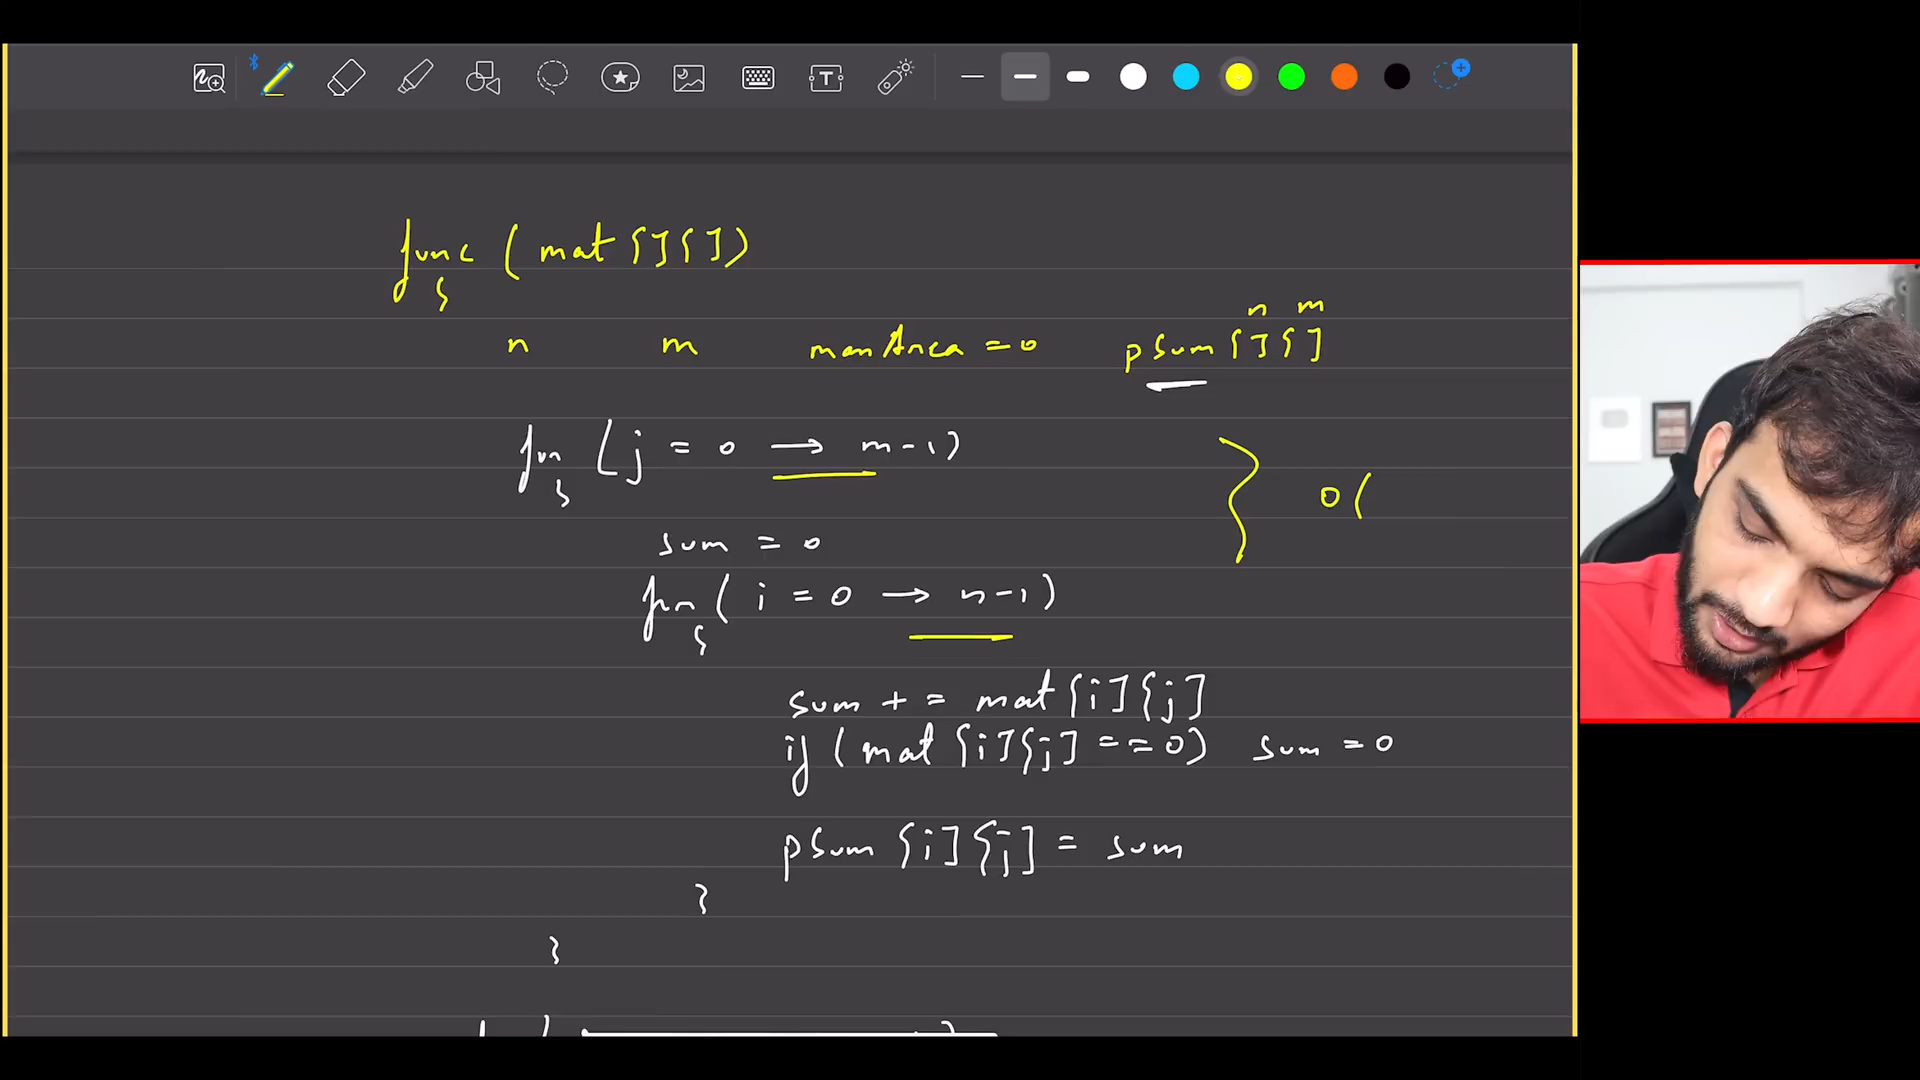 func (mat[][])
{
n m maxArea = 0 psum[][]
n m
for (j = 0 → m-1)
{
O(
sum = 0
for (i = 0 → n-1)
{
sum += mat[i][j]
if (mat[i][j] == 0) sum = 0
pSum[i][j] = sum
}
}